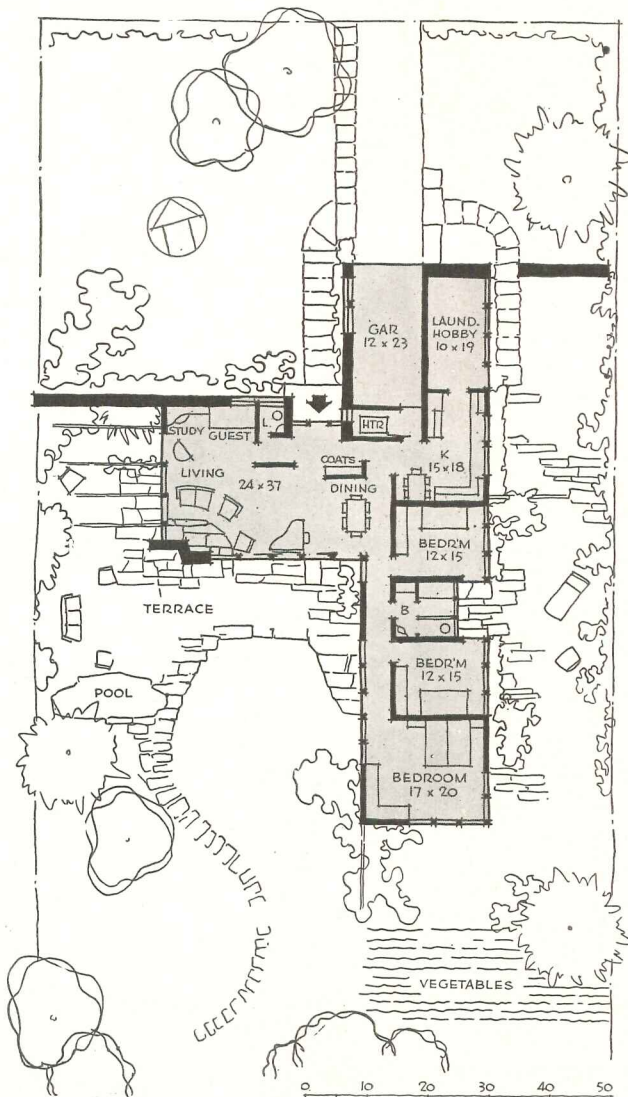 GAR
12 x 23
LAUND.
HOBBY
10 x 19
HTR
STUDY
GUEST
L
LIVING
24 x 37
COATS
DINING
K
15 x 18
BEDR'M
12 x 15
B
BEDR'M
12 x 15
BEDROOM
17 x 20
TERRACE
POOL
VEGETABLES
0 10 20 30 40 50